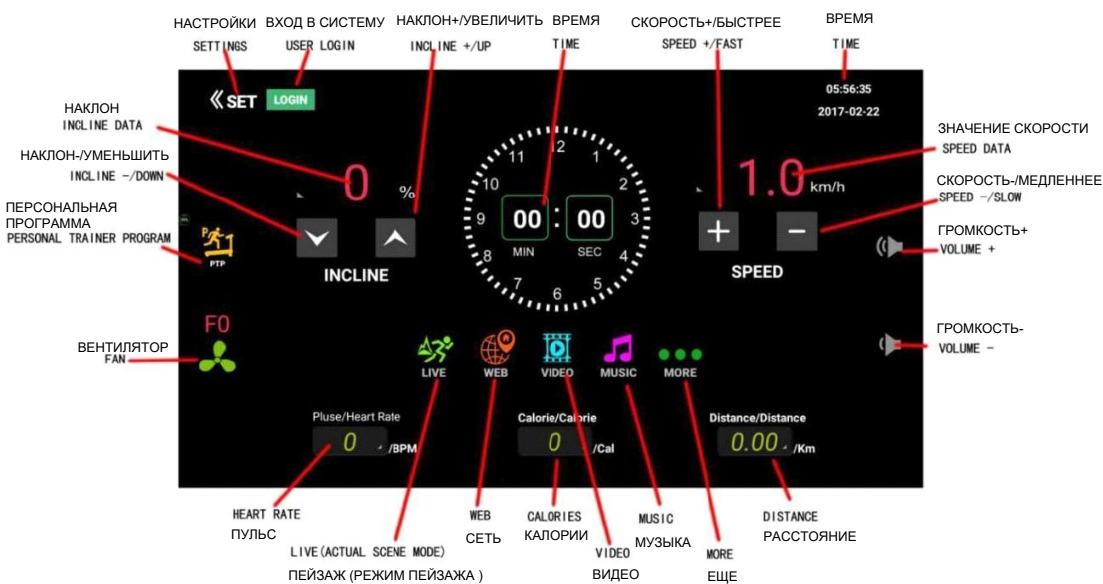 НАСТРОЙКИ
SETTINGS
ВХОД В СИСТЕМУ
USER LOGIN
НАКЛОН+/УВЕЛИЧИТЬ
INCLINE +/UP
ВРЕМЯ
TIME
СКОРОСТЬ+/БЫСТРЕЕ
SPEED +/FAST
ВРЕМЯ
TIME
НАКЛОН
INCLINE DATA
НАКЛОН-/УМЕНЬШИТЬ
INCLINE -/DOWN
ПЕРСОНАЛЬНАЯ
ПРОГРАММА
PERSONAL TRAINER PROGRAM
ВЕНТИЛЯТОР
FAN
SET
LOGIN
05:56:35
2017-02-22
0 %
INCLINE
P
PTP
F0
12
1
2
3
4
5
6
7
8
9
10
11
00 : 00
MIN SEC
1.0 km/h
+ -
SPEED
ЗНАЧЕНИЕ СКОРОСТИ
SPEED DATA
СКОРОСТЬ-/МЕДЛЕННЕЕ
SPEED -/SLOW
ГРОМКОСТЬ+
VOLUME +
ГРОМКОСТЬ-
VOLUME -
LIVE WEB VIDEO MUSIC MORE
Pluse/Heart Rate
0 /BPM
Calorie/Calorie
0 /Cal
Distance/Distance
0.00 /Km
HEART RATE
ПУЛЬС
LIVE(ACTUAL SCENE MODE)
ПЕЙЗАЖ (РЕЖИМ ПЕЙЗАЖА )
WEB
СЕТЬ
CALORIES
КАЛОРИИ
VIDEO
ВИДЕО
MUSIC
МУЗЫКА
MORE
ЕЩЕ
DISTANCE
РАССТОЯНИЕ